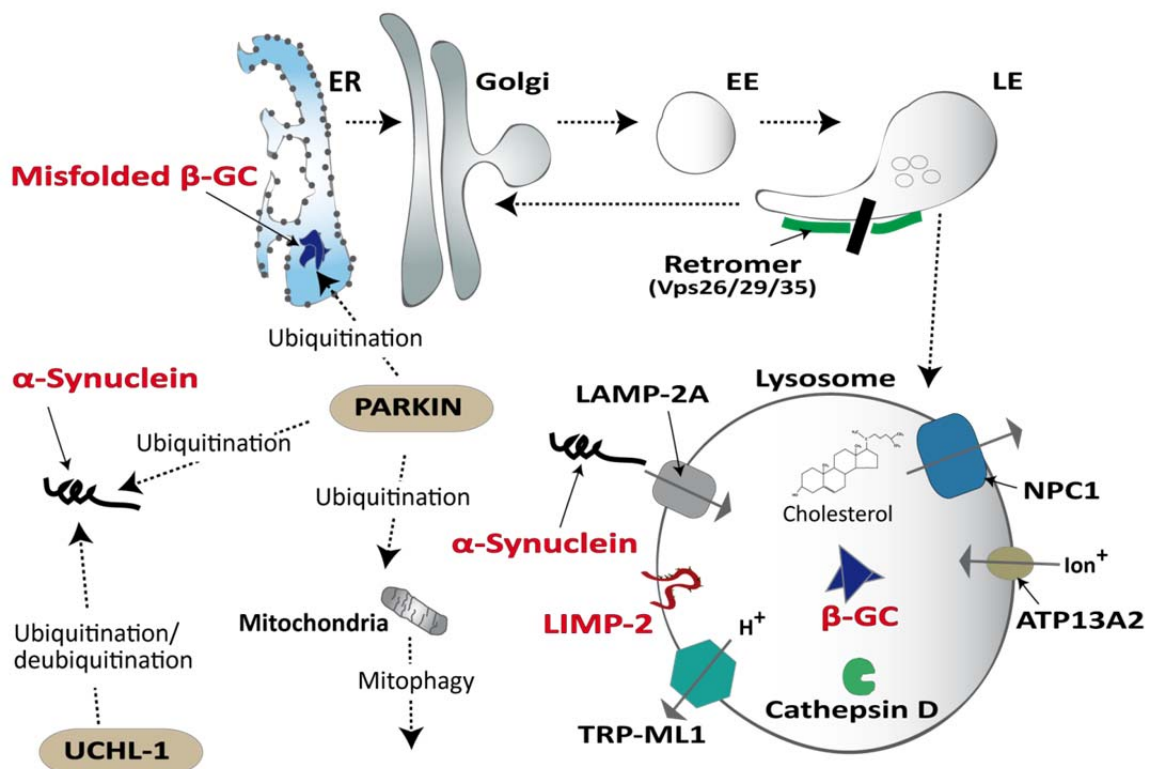 ER
Golgi
EE
LE
Misfolded β-GC
Retromer
(Vps26/29/35)
Ubiquitination
α-Synuclein
PARKIN
Ubiquitination
Ubiquitination
Mitochondria
Mitophagy
Ubiquitination/
deubiquitination
UCHL-1
Lysosome
LAMP-2A
Cholesterol
NPC1
α-Synuclein
Ion+
LIMP-2
β-GC
ATP13A2
H+
Cathepsin D
TRP-ML1